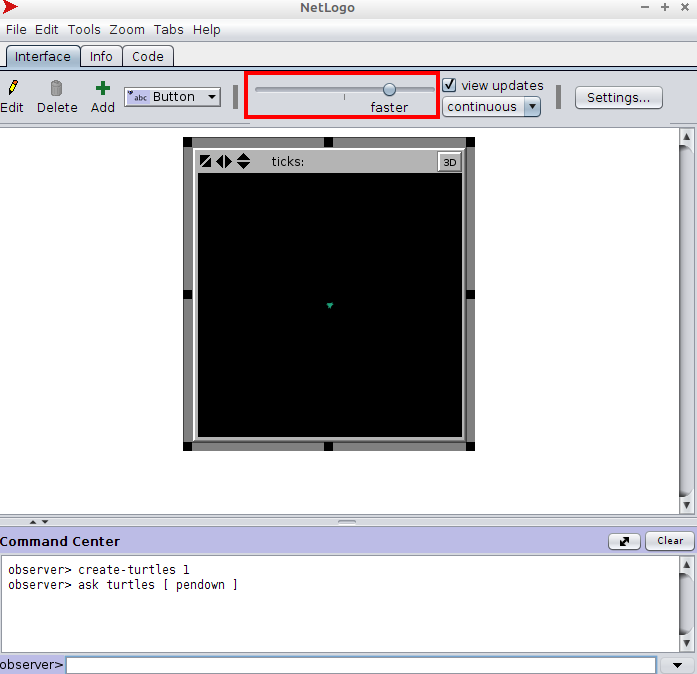 NetLogo
File Edit Tools Zoom Tabs Help
Interface Info Code
Edit Delete Add abc Button faster view updates continuous Settings...
ticks: 3D
Command Center Clear
observer> create-turtles 1
observer> ask turtles [ pendown ]
observer>